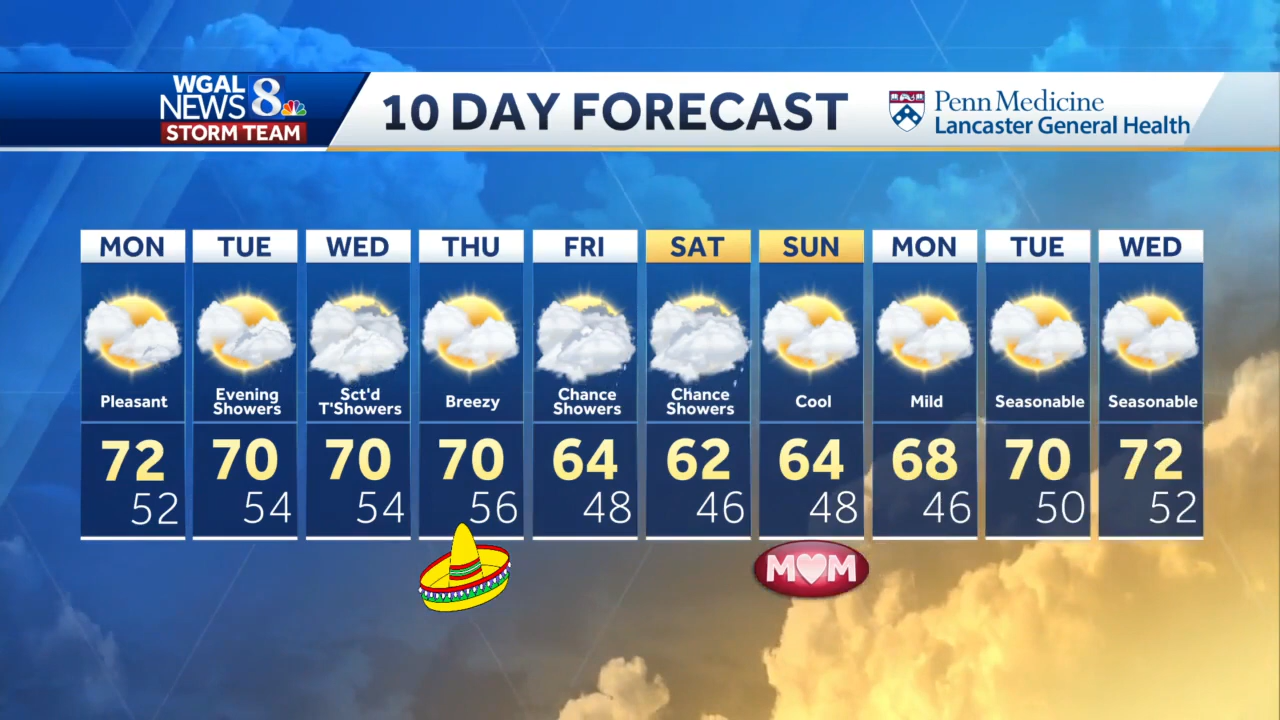 WGAL
NEWS 8
STORM TEAM
10 DAY FORECAST
Penn Medicine
Lancaster General Health
MON TUE WED THU FRI SAT SUN MON TUE WED
Pleasant
Evening
Showers
Sct'd
T'Showers
Breezy
Chance
Showers
Chance
Showers
Cool
Mild
Seasonable
Seasonable
72 70 70 70 64 62 64 68 70 72
52 54 54 56 48 46 48 46 50 52
M♥M